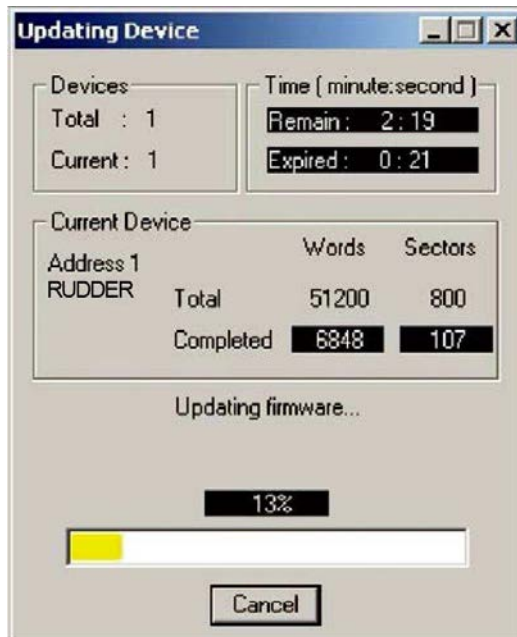 Updating Device
Devices
Total : 1
Current : 1
Time ( minute:second )
Remain : 2 : 19
Expired : 0 : 21
Current Device
Address 1
RUDDER
Words Sectors
Total 51200 800
Completed 6848 107
Updating firmware...
13%
Cancel